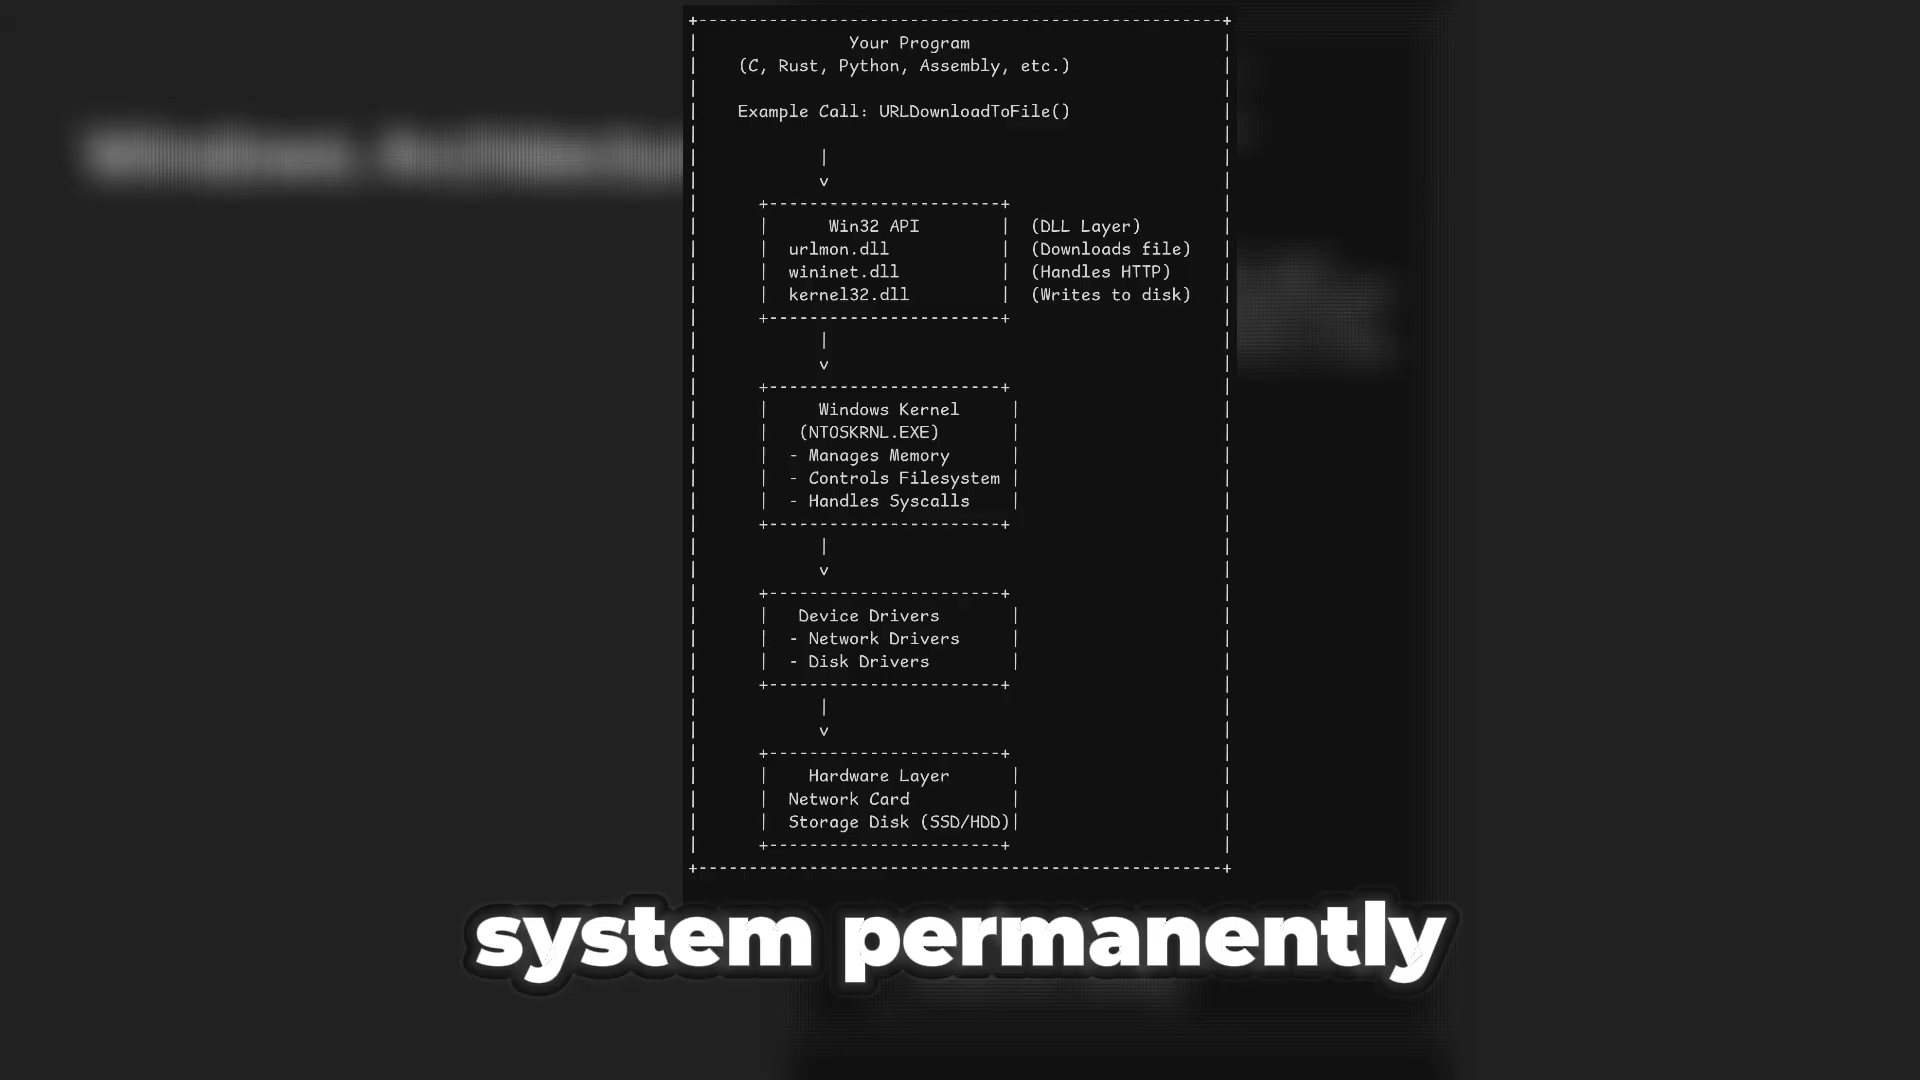 Your Program
(C, Rust, Python, Assembly, etc.)
Example Call: URLDownloadToFile()
|
v
+-----------------------+
| Win32 API | (DLL Layer)
| urlmon.dll | (Downloads file)
| wininet.dll | (Handles HTTP)
| kernel32.dll | (Writes to disk)
+-----------------------+
|
v
+-----------------------+
| Windows Kernel |
| (NTOSKRNL.EXE) |
| - Manages Memory |
| - Controls Filesystem |
| - Handles Syscalls |
+-----------------------+
|
v
+-----------------------+
| Device Drivers |
| - Network Drivers |
| - Disk Drivers |
+-----------------------+
|
v
+-----------------------+
| Hardware Layer |
| Network Card |
| Storage Disk (SSD/HDD)|
+-----------------------+
system permanently